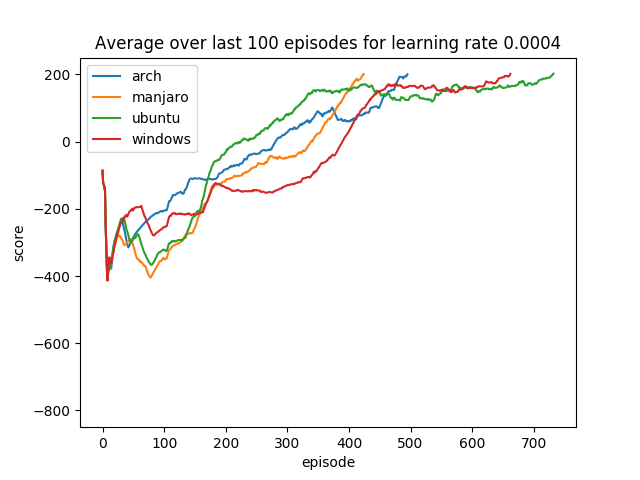 Average over last 100 episodes for learning rate 0.0004
arch
manjaro
ubuntu
windows
200
0
−200
−400
−600
−800
score
0 100 200 300 400 500 600 700
episode